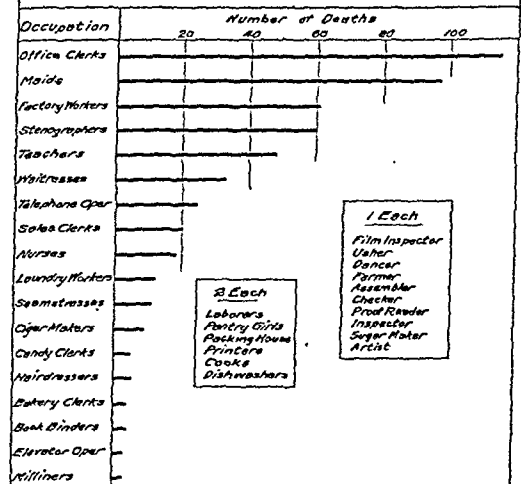 Occupation
Number of Deaths
20 40 60 80 100
Office Clerks
Maids
Factory Workers
Stenographers
Teachers
Waitresses
Telephone Oper
Sales Clerks
Nurses
Laundry Workers
Seamstresses
Cigar Makers
Candy Clerks
Hairdressers
Bakery Clerks
Book Binders
Elevator Oper
Milliners
2 Each
Laborers
Pantry Girls
Packing House
Printers
Cooks
Dishwashers
1 Each
Film Inspector
Usher
Dancer
Farmer
Assembler
Checker
Proof Reader
Inspector
Sugar Maker
Artist